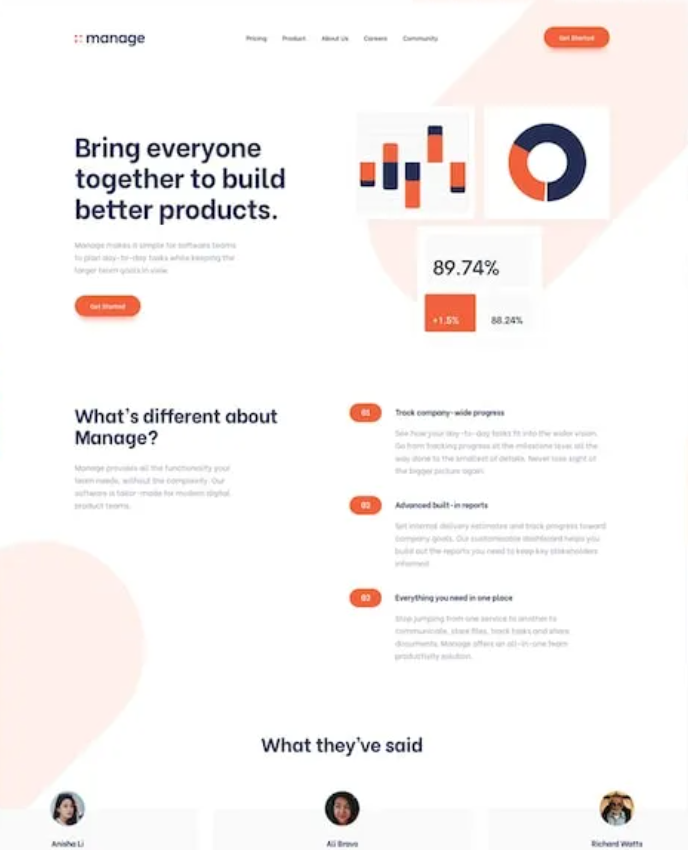 manage
Pricing Product About Us Careers Community
Get Started
Bring everyone
together to build
better products.
Manage makes it simple for software teams
to plan day-to-day tasks while keeping the
larger team goals in view.
Get Started
89.74%
+1.5% 88.24%
What's different about
Manage?
Manage provides all the functionality your
team needs, without the complexity. Our
software is tailor-made for modern digital
product teams.
01 Track company-wide progress
See how your day-to-day tasks fit into the wider vision.
Go from tracking progress at the milestone level all the
way done to the smallest of details. Never lose sight of
the bigger picture again.
02 Advanced built-in reports
Set internal delivery estimates and track progress toward
company goals. Our customisable dashboard helps you
build out the reports you need to keep key stakeholders
informed.
03 Everything you need in one place
Stop jumping from one service to another to
communicate, store files, track tasks and share
documents. Manage offers an all-in-one team
productivity solution.
What they've said
Anisha Li
Ali Bravo
Richard Watts